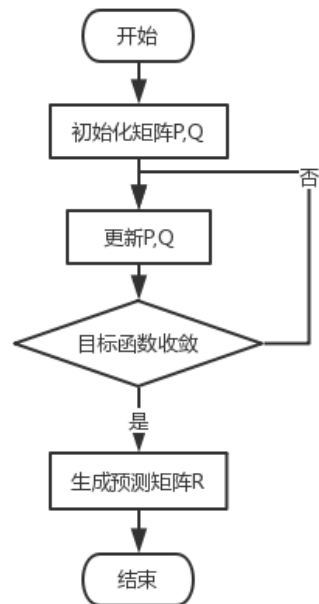 开始
初始化矩阵P,Q
否
更新P,Q
目标函数收敛
是
生成预测矩阵R
结束